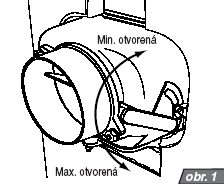 Min. otvorená
Max. otvorená
obr. 1